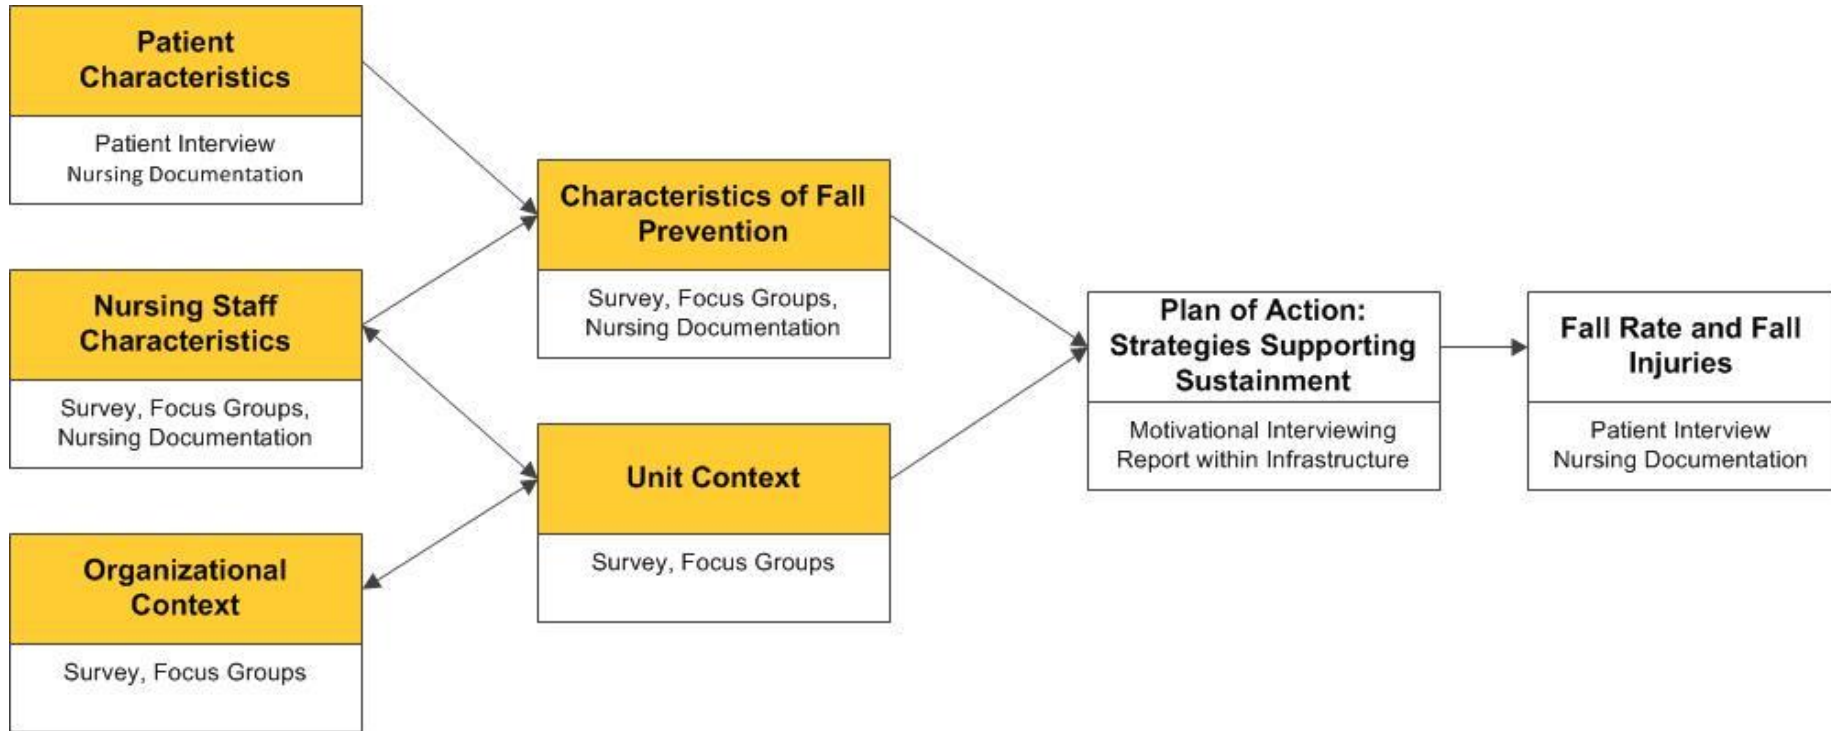 Patient
Characteristics
Patient Interview
Nursing Documentation
Nursing Staff
Characteristics
Survey, Focus Groups,
Nursing Documentation
Organizational
Context
Survey, Focus Groups
Characteristics of Fall
Prevention
Survey, Focus Groups,
Nursing Documentation
Unit Context
Survey, Focus Groups
Plan of Action:
Strategies Supporting
Sustainment
Motivational Interviewing
Report within Infrastructure
Fall Rate and Fall
Injuries
Patient Interview
Nursing Documentation